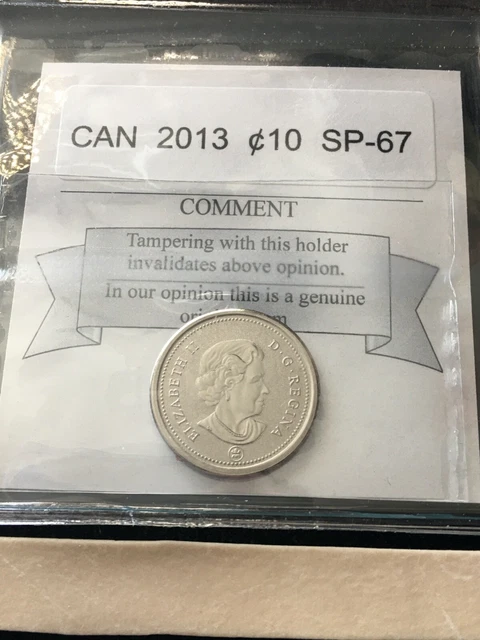 CAN 2013 ¢10 SP-67
COMMENT
Tampering with this holder
invalidates above opinion.
In our opinion this is a genuine
ELIZABETH II D·G·REGINA